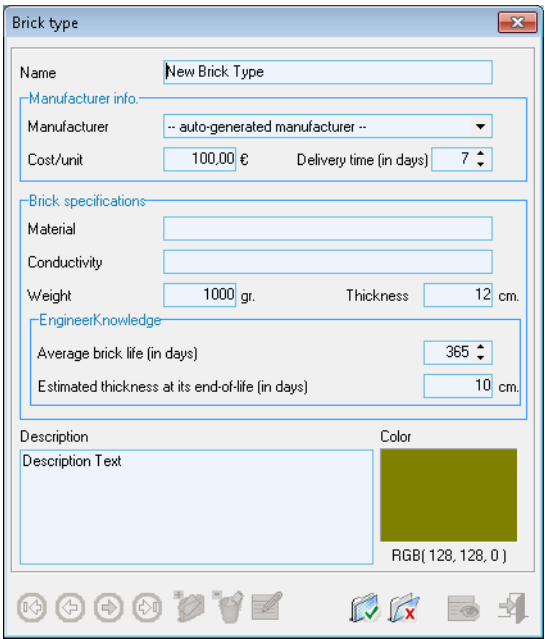 Brick type
Name New Brick Type
Manufacturer info.
Manufacturer -- auto-generated manufacturer --
Cost/unit 100,00 € Delivery time (in days) 7
Brick specifications
Material
Conductivity
Weight 1000 gr. Thickness 12 cm.
EngineerKnowledge
Average brick life (in days) 365
Estimated thickness at its end-of-life (in days) 10 cm.
Description Color
Description Text
RGB( 128, 128, 0 )